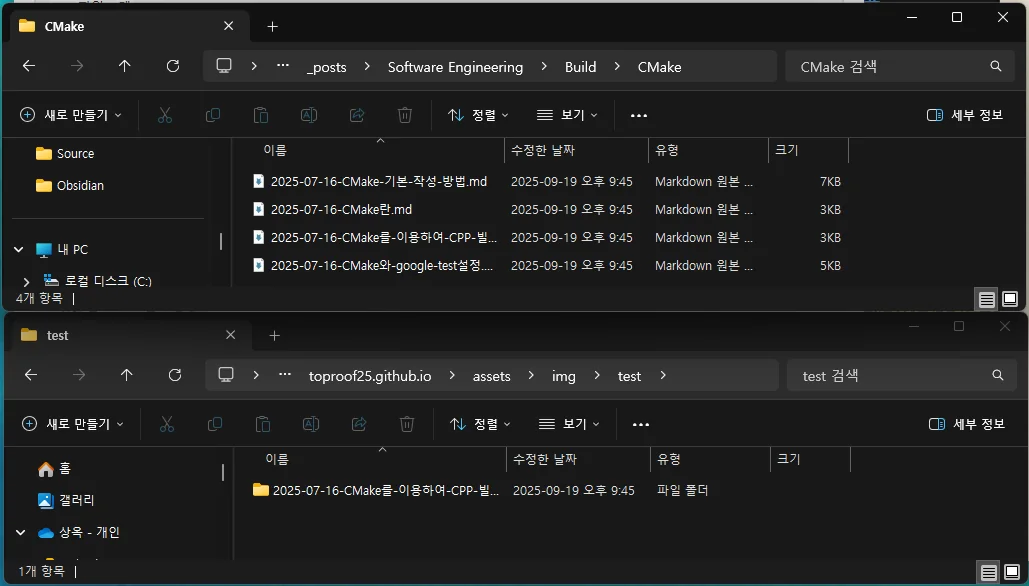 CMake
_posts > Software Engineering > Build > CMake
CMake 검색
새로 만들기
정렬
보기
세부 정보
Source
Obsidian
내 PC
로컬 디스크 (C:)
이름 수정한 날짜 유형 크기
2025-07-16-CMake-기본-작성-방법.md 2025-09-19 오후 9:45 Markdown 원본 ... 7KB
2025-07-16-CMake란.md 2025-09-19 오후 9:45 Markdown 원본 ... 3KB
2025-07-16-CMake를-이용하여-CPP-빌... 2025-09-19 오후 9:45 Markdown 원본 ... 3KB
2025-07-16-CMake와-google-test설정.... 2025-09-19 오후 9:45 Markdown 원본 ... 5KB
4개 항목
test
toproof25.github.io > assets > img > test >
test 검색
새로 만들기
정렬
보기
세부 정보
홈
갤러리
상옥 - 개인
이름 수정한 날짜 유형 크기
2025-07-16-CMake를-이용하여-CPP-빌... 2025-09-19 오후 9:45 파일 폴더
1개 항목